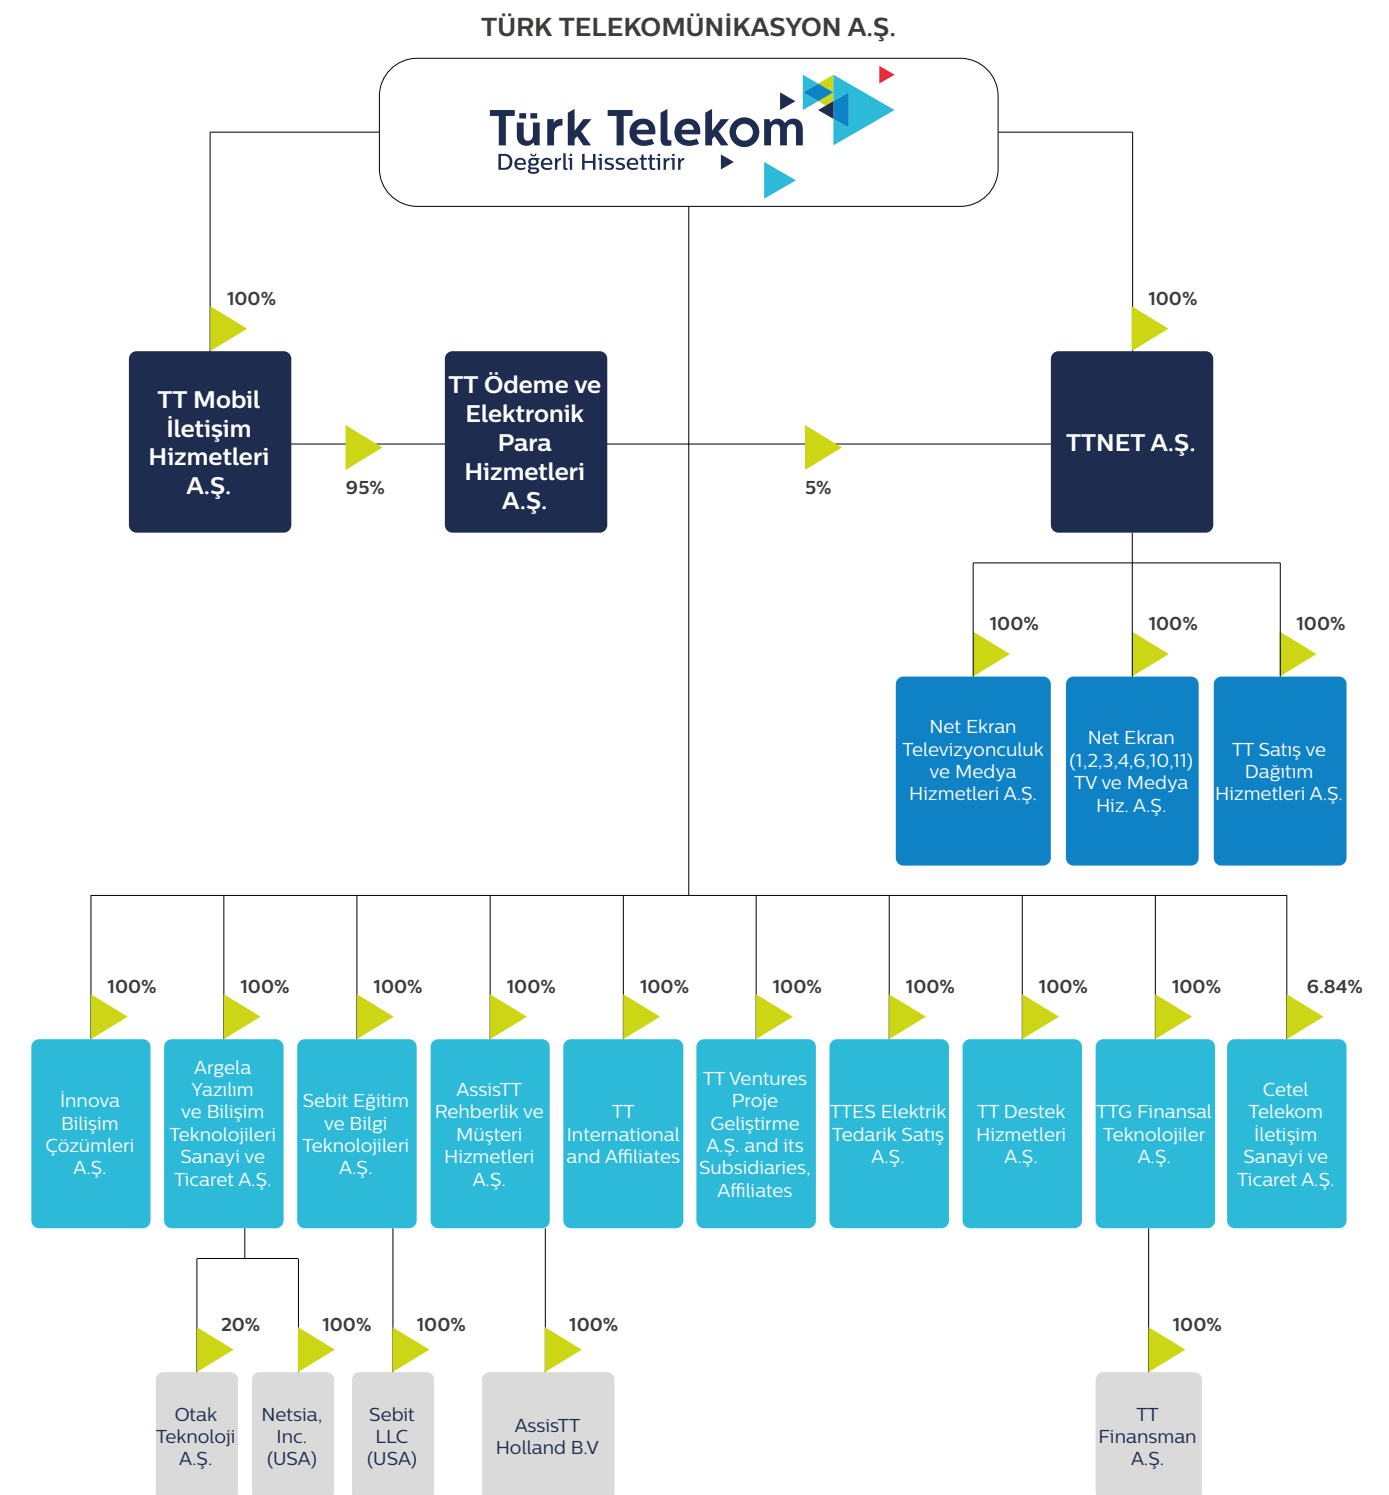 TÜRK TELEKOMÜNİKASYON A.Ş.
Türk Telekom
Değerli Hissettirir
100%
100%
TT Mobil
İletişim
Hizmetleri
A.Ş.
95%
TT Ödeme ve
Elektronik
Para
Hizmetleri
A.Ş.
5%
TTNET A.Ş.
100%
100%
100%
Net Ekran
Televizyonculuk
ve Medya
Hizmetleri A.Ş.
Net Ekran
(1,2,3,4,6,10,11)
TV ve Medya
Hiz. A.Ş.
TT Satış ve
Dağıtım
Hizmetleri A.Ş.
100%
100%
100%
100%
100%
100%
100%
100%
100%
6.84%
İnnova
Bilişim
Çözümleri
A.Ş.
Argela
Yazılım
ve Bilişim
Teknolojileri
Sanayi ve
Ticaret A.Ş.
Sebit Eğitim
ve Bilgi
Teknolojileri
A.Ş.
AssisTT
Rehberlik ve
Müşteri
Hizmetleri
A.Ş.
TT
International
and Affiliates
TT Ventures
Proje
Geliştirme
A.Ş. and its
Subsidiaries,
Affiliates
TTES Elektrik
Tedarik Satış
A.Ş.
TT Destek
Hizmetleri
A.Ş.
TTG Finansal
Teknolojiler
A.Ş.
Cetel
Telekom
İletişim
Sanayi ve
Ticaret A.Ş.
20%
100%
100%
100%
100%
Otak
Teknoloji
A.Ş.
Netsia,
Inc.
(USA)
Sebit
LLC
(USA)
AssisTT
Holland B.V
TT
Finansman
A.Ş.